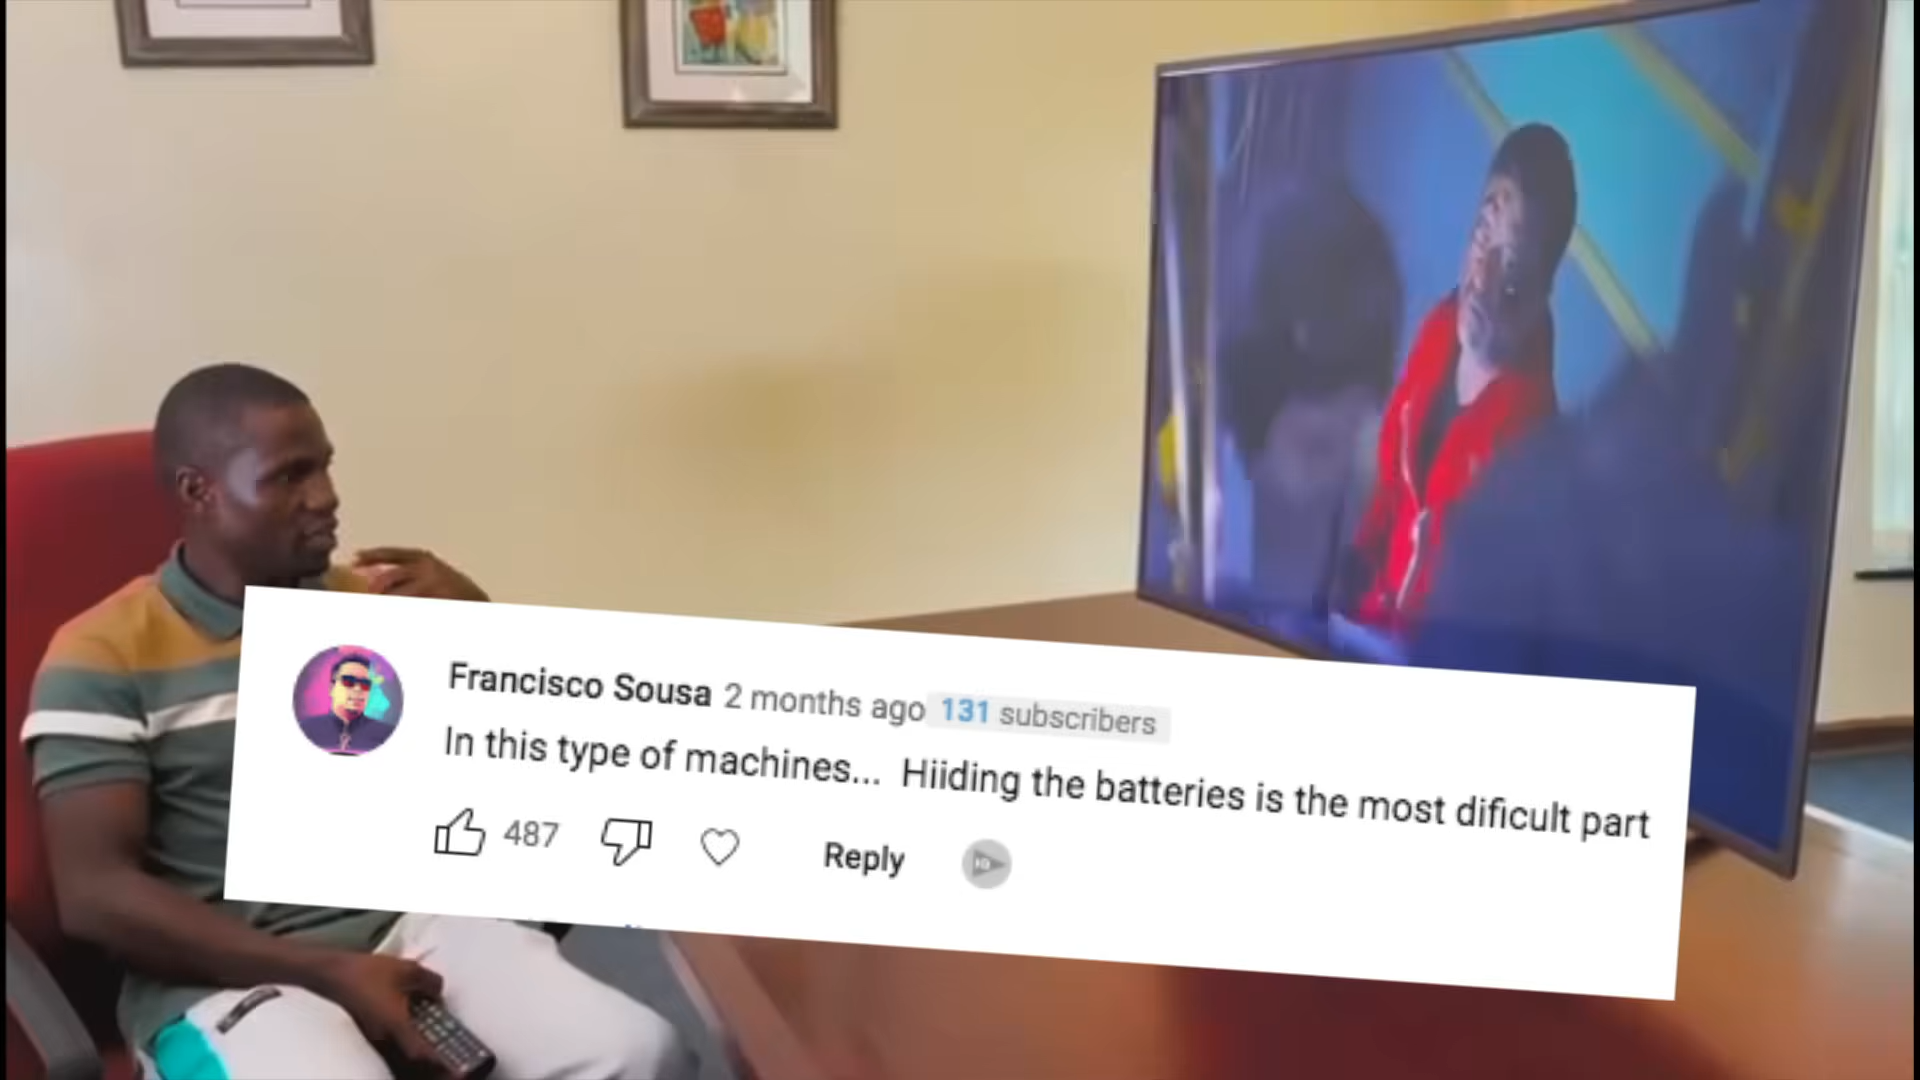 Francisco Sousa 2 months ago 131 subscribers
In this type of machines... Hiiding the batteries is the most dificult part
487 Reply